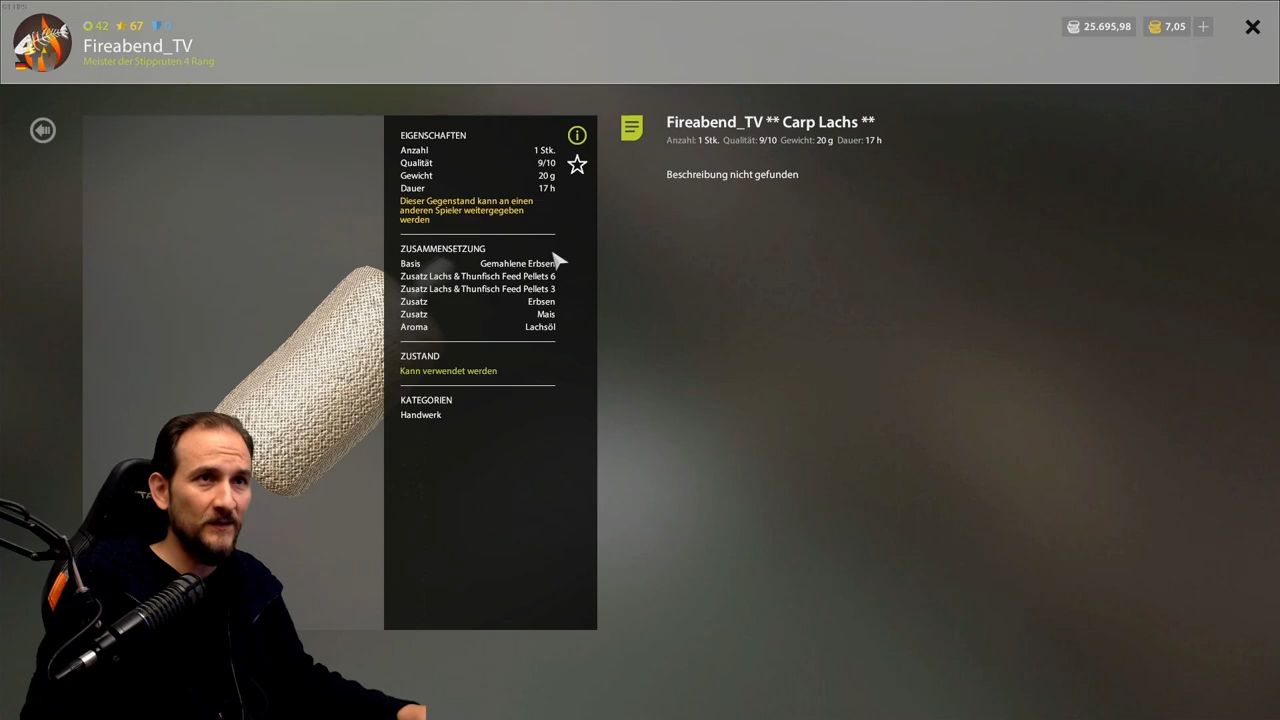 61 FPS
42 67 0
Fireabend_TV
Meister der Stippruten 4 Rang
25.695,98 7,05 +
Fireabend_TV ** Carp Lachs **
Anzahl: 1 Stk. Qualität: 9/10 Gewicht: 20 g Dauer: 17 h
Beschreibung nicht gefunden
EIGENSCHAFTEN
Anzahl 1 Stk.
Qualität 9/10
Gewicht 20 g
Dauer 17 h
Dieser Gegenstand kann an einen
anderen Spieler weitergegeben
werden
ZUSAMMENSETZUNG
Basis Gemahlene Erbsen
Zusatz Lachs & Thunfisch Feed Pellets 6
Zusatz Lachs & Thunfisch Feed Pellets 3
Zusatz Erbsen
Zusatz Mais
Aroma Lachsöl
ZUSTAND
Kann verwendet werden
KATEGORIEN
Handwerk